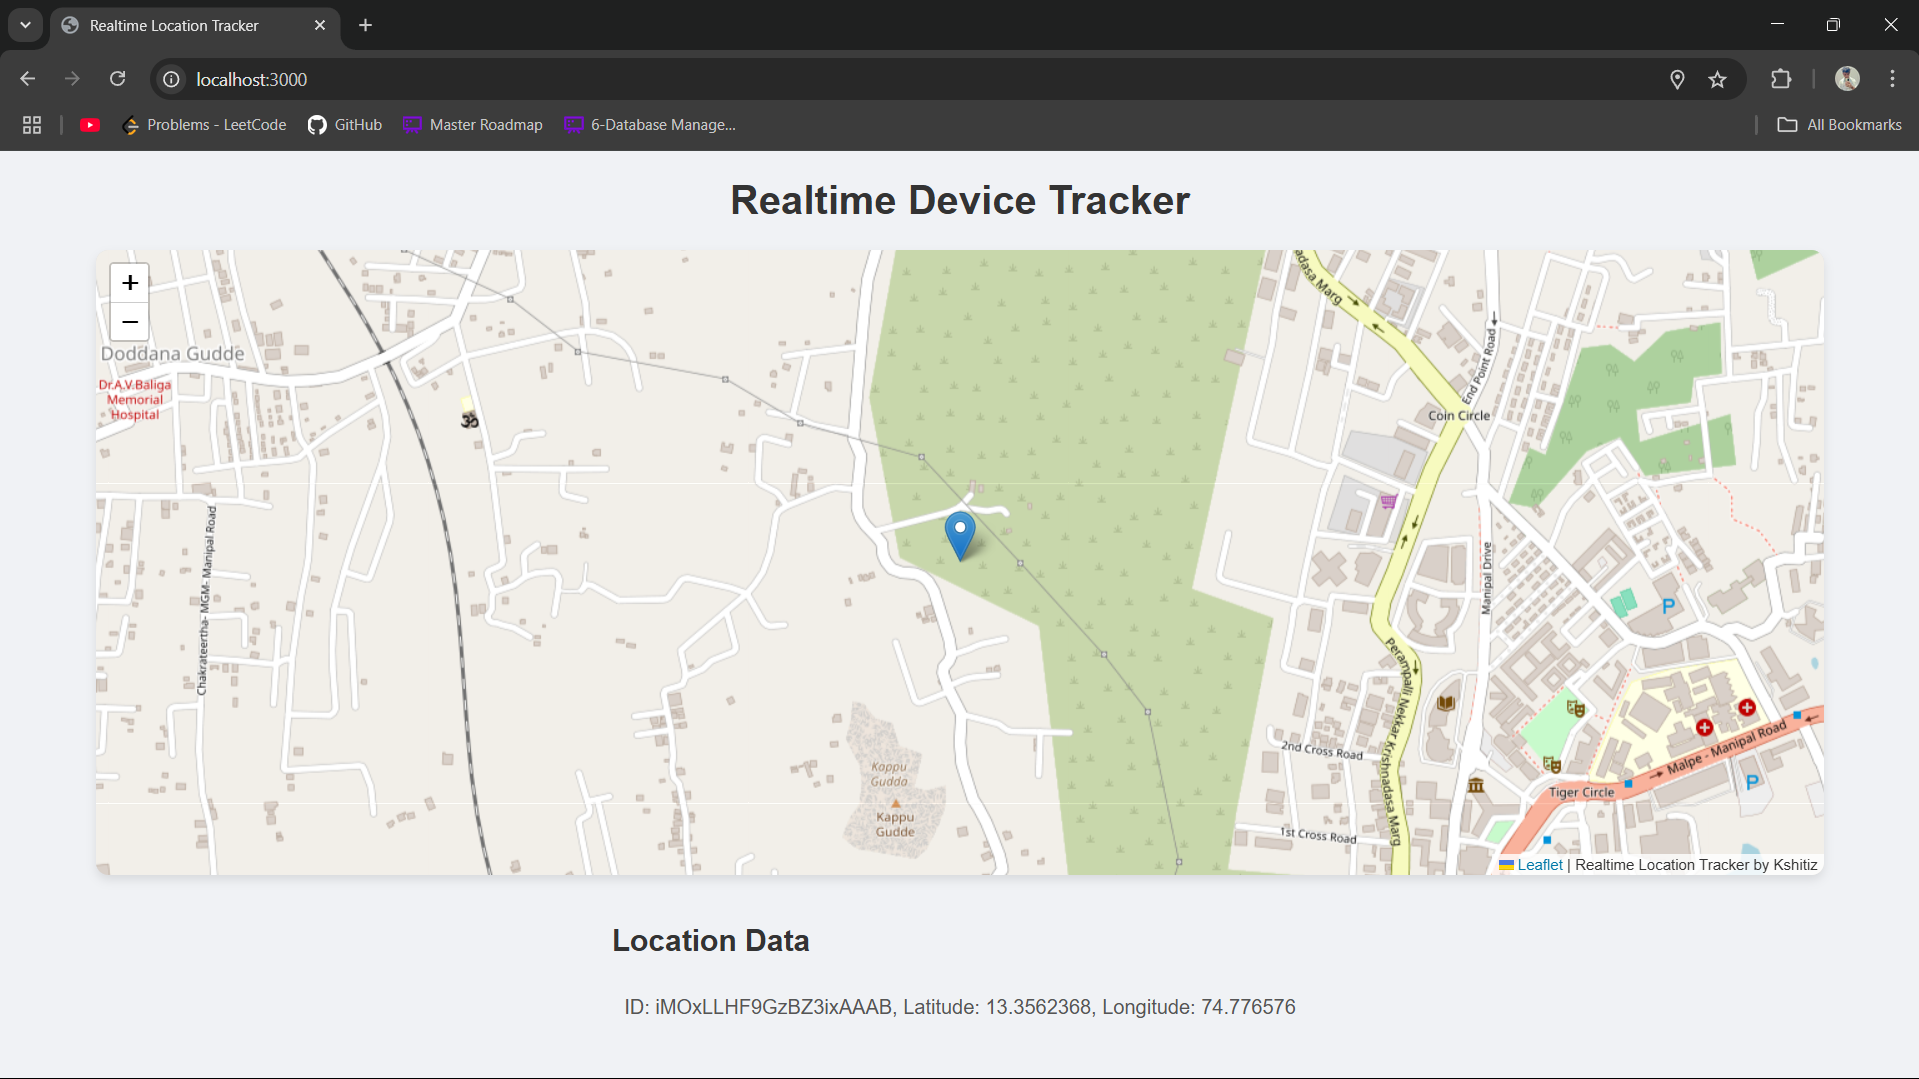 Realtime Location Tracker
localhost:3000
Problems - LeetCode
GitHub
Master Roadmap
6-Database Manage...
All Bookmarks
Realtime Device Tracker
+
−
adasa Marg
End Point Road
Doddana Gudde
Dr.A.V.Baliga
Memorial
Hospital
ॐ
Coin Circle
Chakrateertha- MGM- Manipal Road
Manipal Drive
P
Perampalli Nekkar Krishnadasa Marg
2nd Cross Road
Malpe - Manipal Road
Kappu
Gudda
P
Tiger Circle
Kappu
Gudde
1st Cross Road
Leaflet | Realtime Location Tracker by Kshitiz
Location Data
ID: iMOxLLHF9GzBZ3ixAAAB, Latitude: 13.3562368, Longitude: 74.776576